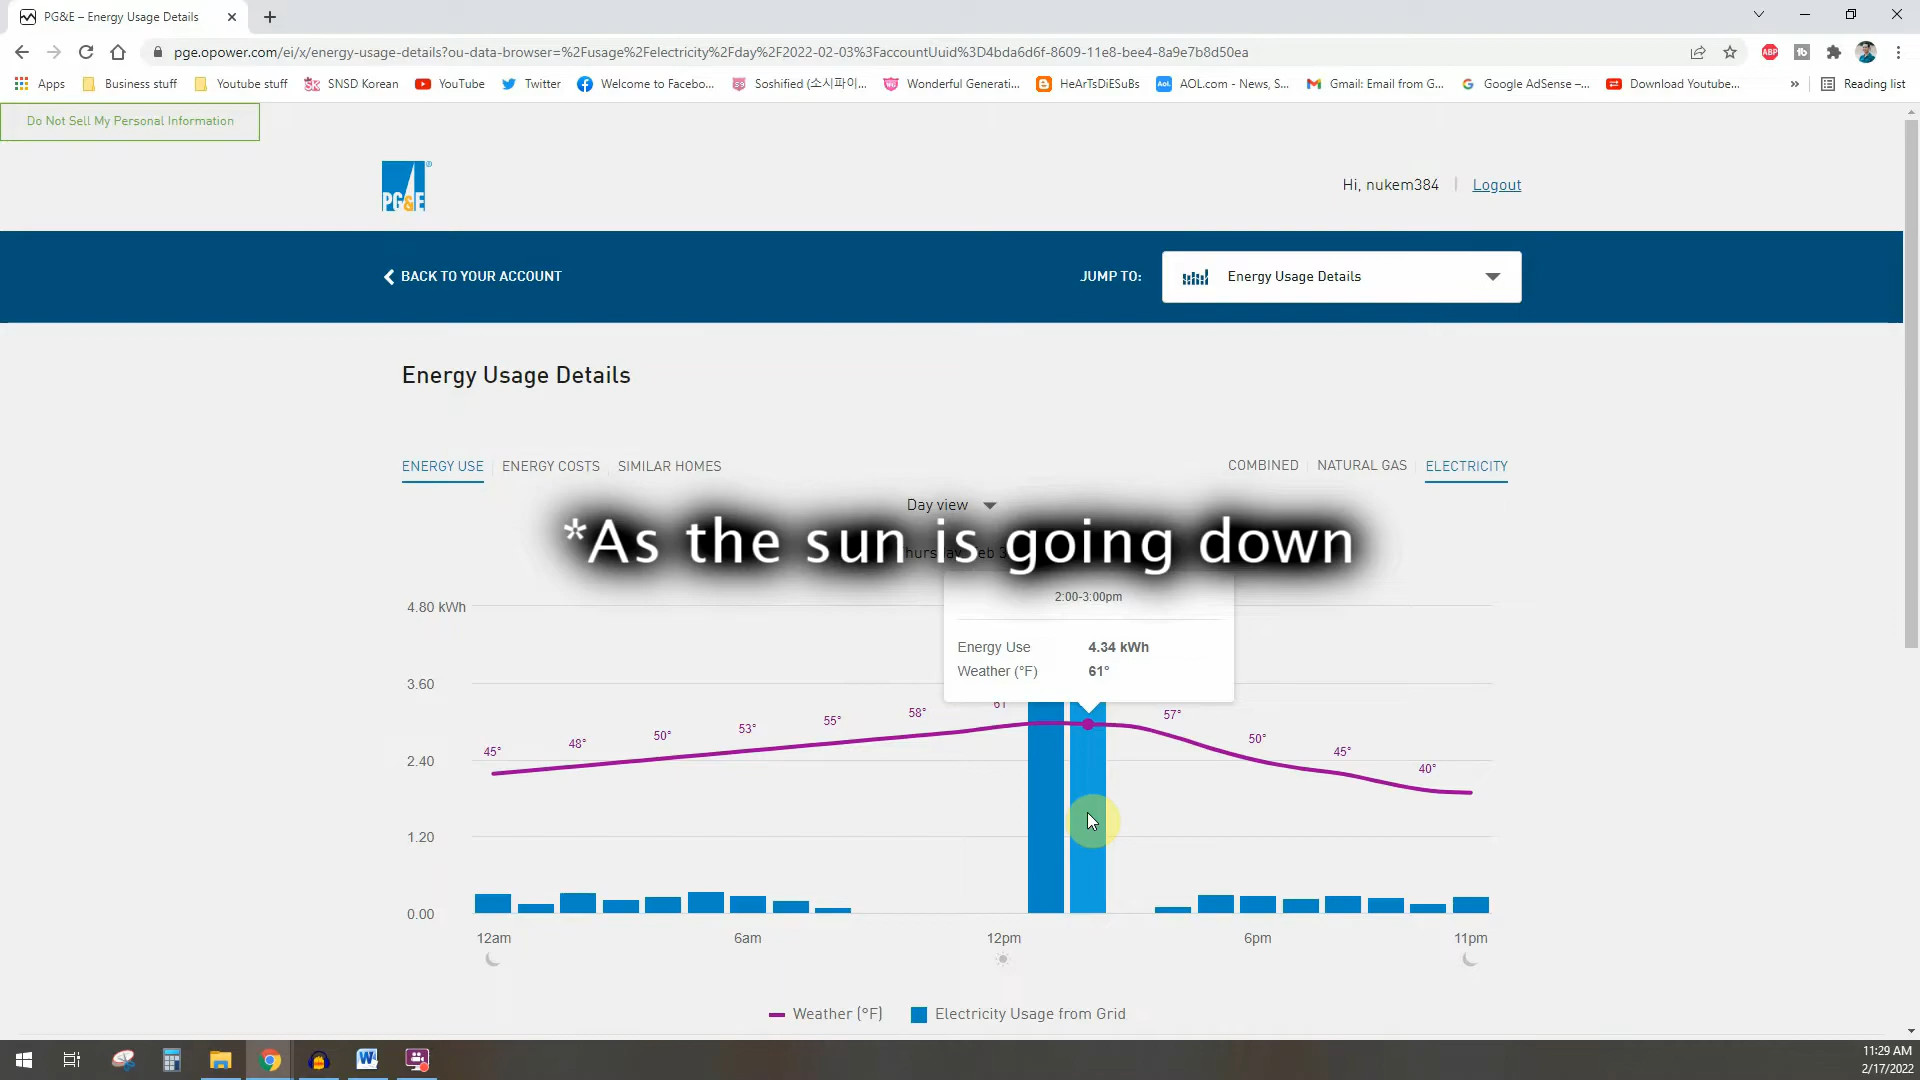 PG&E – Energy Usage Details
pge.opower.com/ei/x/energy-usage-details?ou-data-browser=%2Fusage%2Felectricity%2Fday%2F2022-02-03%3FaccountUuid%3D4bda6d6f-8609-11e8-bee4-8a9e7b8d50ea
Apps Business stuff Youtube stuff SNSD Korean YouTube Twitter Welcome to Facebo... Soshified (소시파이... Wonderful Generati... HeArTsDiESuBs AOL.com - News, S... Gmail: Email from G... Google AdSense –... Download Youtube... » Reading list
Do Not Sell My Personal Information
PG&E
Hi, nukem384 Logout
BACK TO YOUR ACCOUNT JUMP TO: Energy Usage Details
Energy Usage Details
ENERGY USE ENERGY COSTS SIMILAR HOMES COMBINED NATURAL GAS ELECTRICITY
Day view
*As the sun is going down
2:00-3:00pm
4.80 kWh
Energy Use 4.34 kWh
Weather (°F) 61°
3.60
45° 48° 50° 53° 55° 58° 61 57° 50° 45° 40°
2.40
1.20
0.00
12am 6am 12pm 6pm 11pm
Weather (°F) Electricity Usage from Grid
11:29 AM
2/17/2022